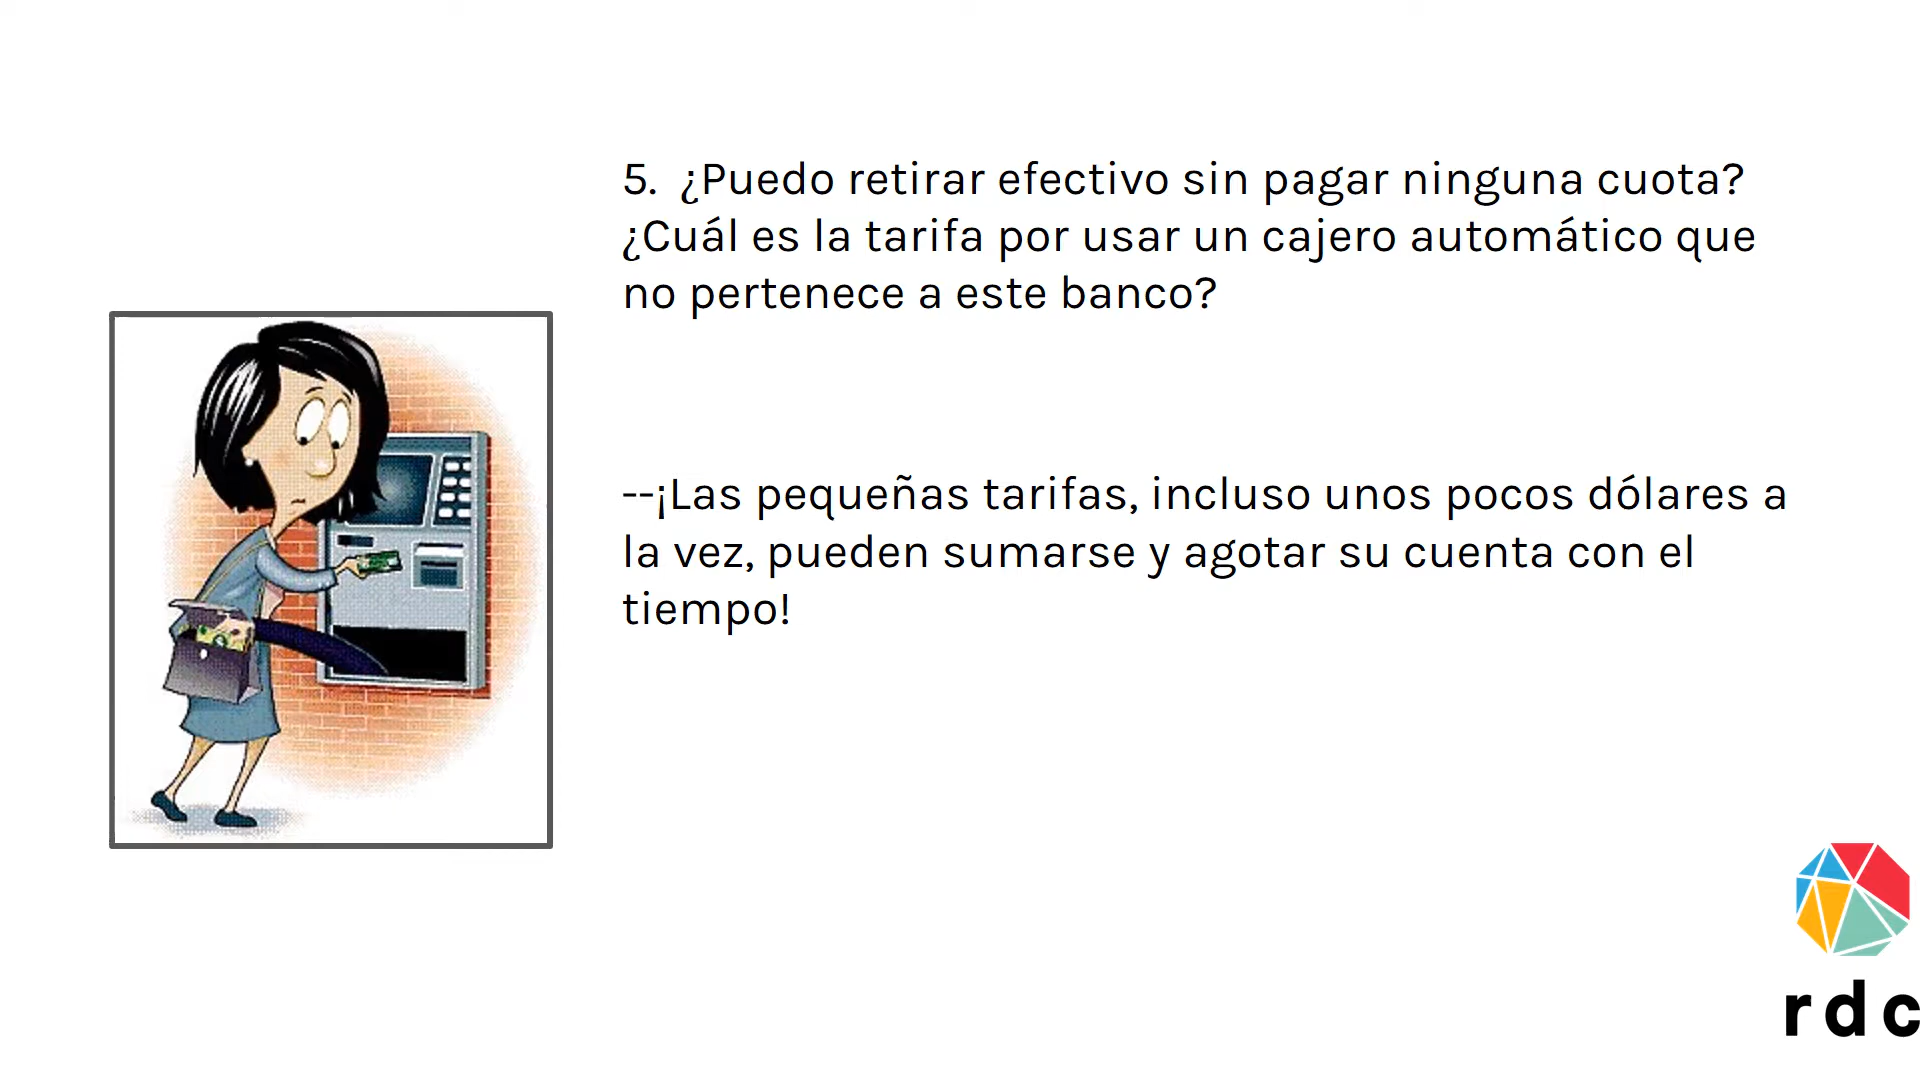 5. ¿Puedo retirar efectivo sin pagar ninguna cuota?
¿Cuál es la tarifa por usar un cajero automático que
no pertenece a este banco?
--¡Las pequeñas tarifas, incluso unos pocos dólares a
la vez, pueden sumarse y agotar su cuenta con el
tiempo!
rdc